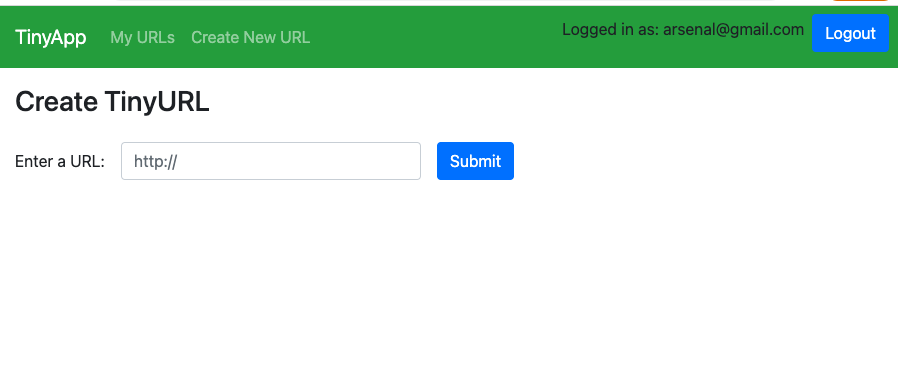 TinyApp My URLs Create New URL Logged in as: arsenal@gmail.com Logout
Create TinyURL
Enter a URL: http:// Submit